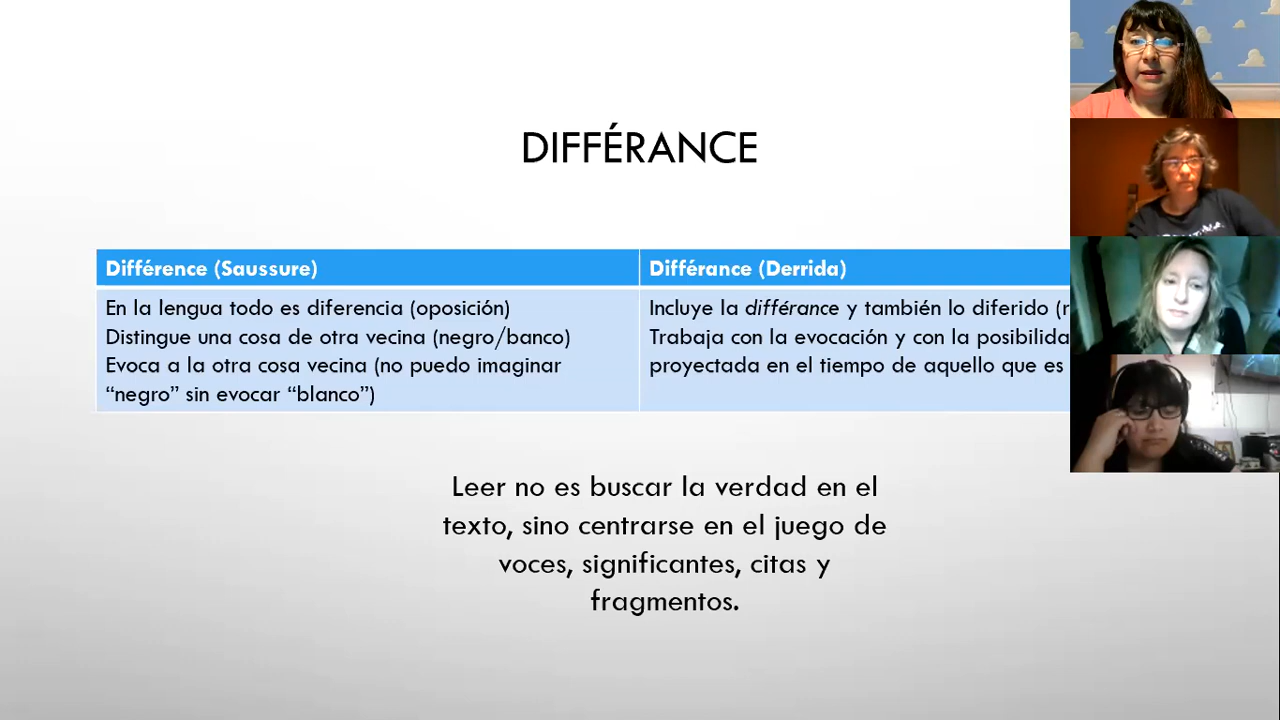 DIFFÉRANCE
Différence (Saussure)
Différance (Derrida)
En la lengua todo es diferencia (oposición)
Distingue una cosa de otra vecina (negro/banco)
Evoca a la otra cosa vecina (no puedo imaginar
“negro” sin evocar “blanco”)
Incluye la différance y también lo diferido (
Trabaja con la evocación y con la
proyectada en el tiempo de aquello que es
Leer no es buscar la verdad en el
texto, sino centrarse en el juego de
voces, significantes, citas y
fragmentos.